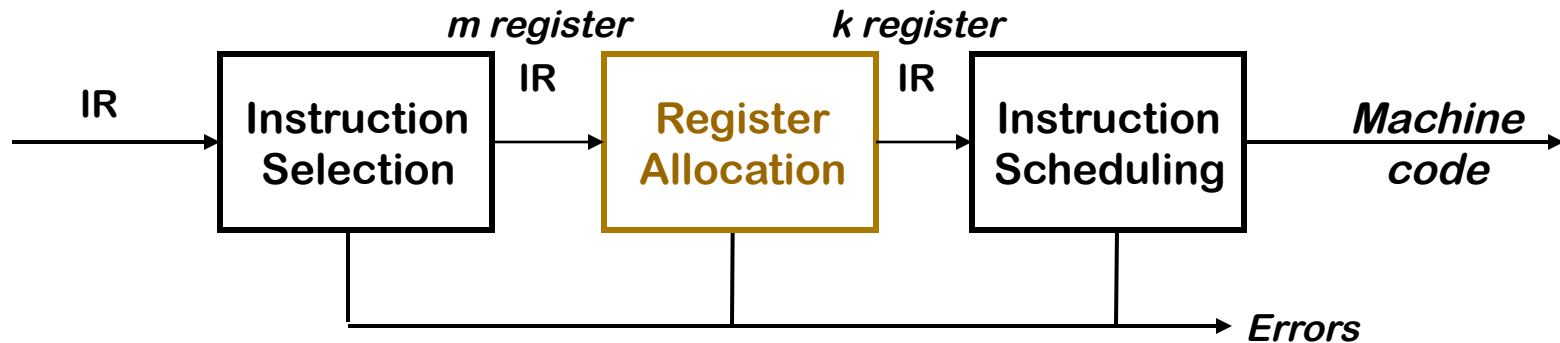 m register
k register
IR
IR
IR
Instruction
Selection
Register
Allocation
Instruction
Scheduling
Machine
code
Errors